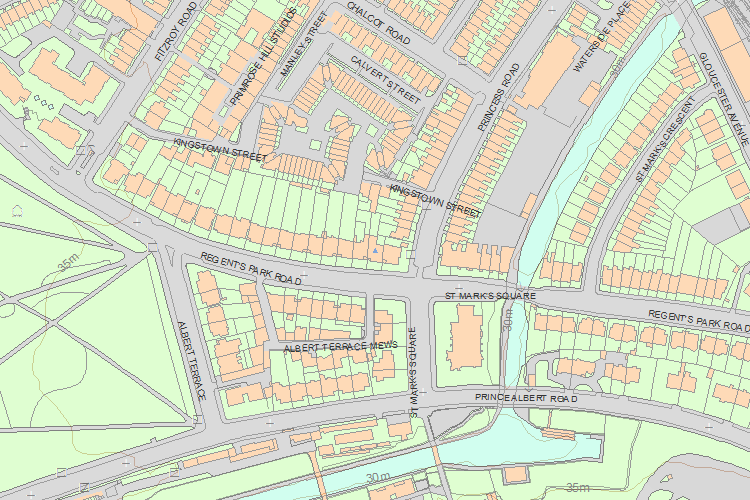 CHALCOT ROAD
FITZROY ROAD
MANLEY STREET
PRIMROSE HILL STUDIOS
WATERSIDE PLACE
30m
CALVERT STREET
PRINCESS ROAD
GLOUCESTER AVENUE
ST MARK'S CRESCENT
KINGSTOWN STREET
KINGSTOWN STREET
35m
REGENT'S PARK ROAD
ST MARK'S SQUARE
REGENT'S PARK ROAD
30m
ALBERT TERRACE
ALBERT TERRACE MEWS
ST MARK'S SQUARE
PRINCE ALBERT ROAD
30 m
35m